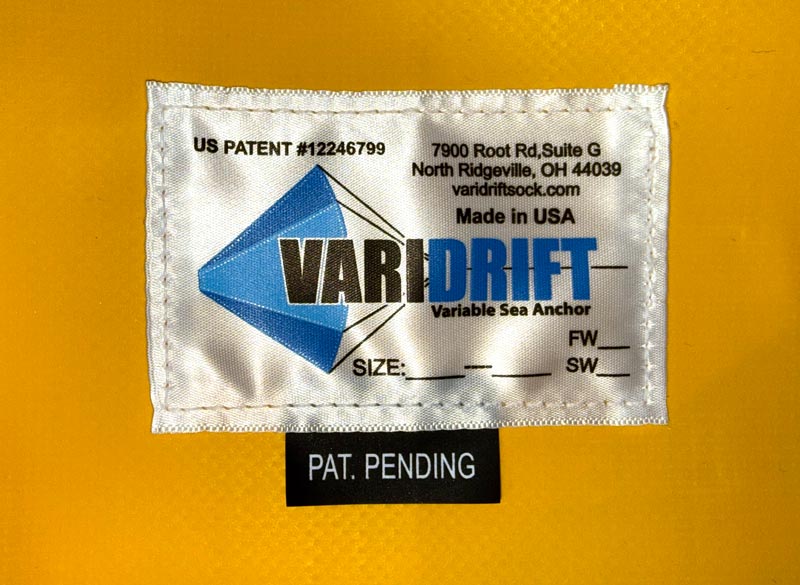 US PATENT #12246799
7900 Root Rd,Suite G
North Ridgeville, OH 44039
varidriftsock.com
Made in USA
VARIDRIFT
Variable Sea Anchor
FW___
SIZE:_____—_____ SW___
PAT. PENDING